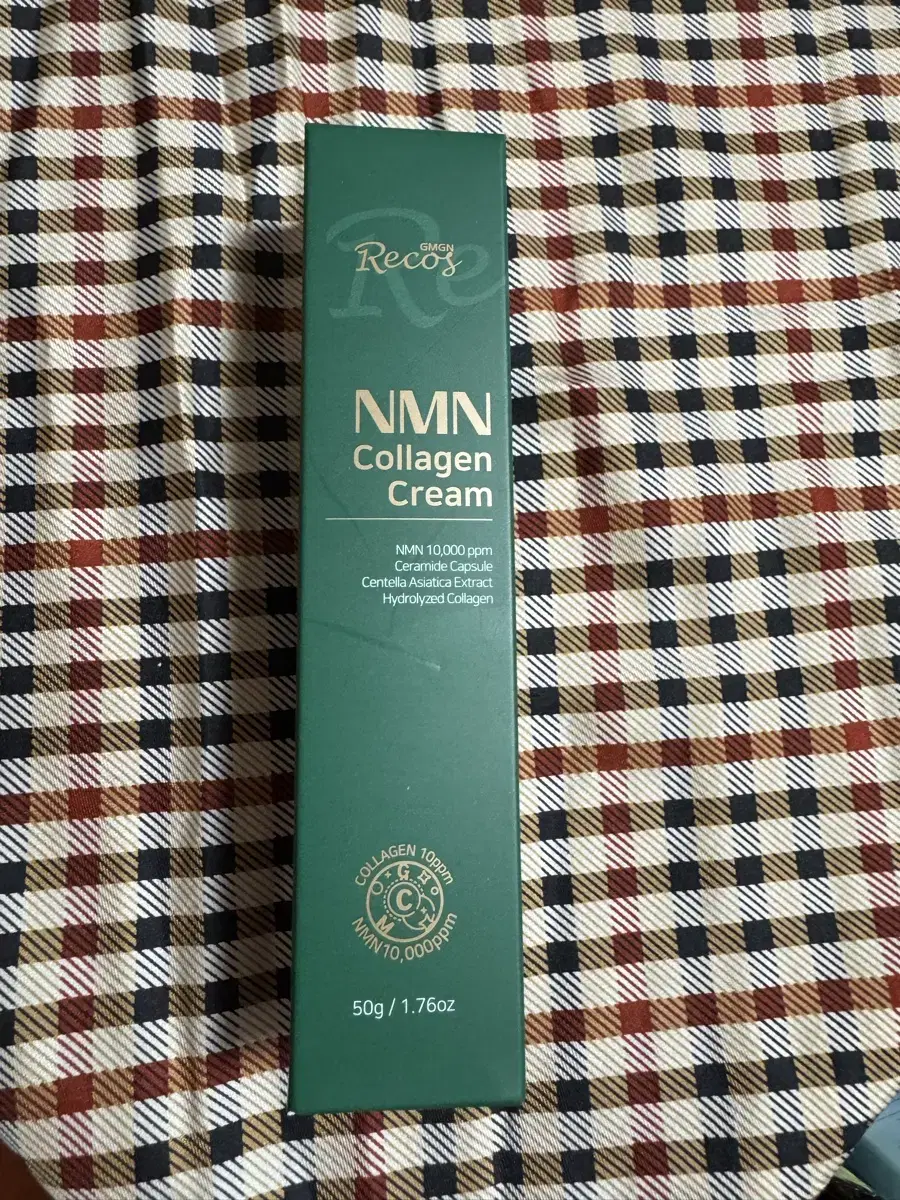 Re
GMGN
Recos
NMN
Collagen
Cream
NMN 10,000 ppm
Ceramide Capsule
Centella Asiatica Extract
Hydrolyzed Collagen
COLLAGEN 10ppm
G
C
M
NMN10,000ppm
50g / 1.76oz